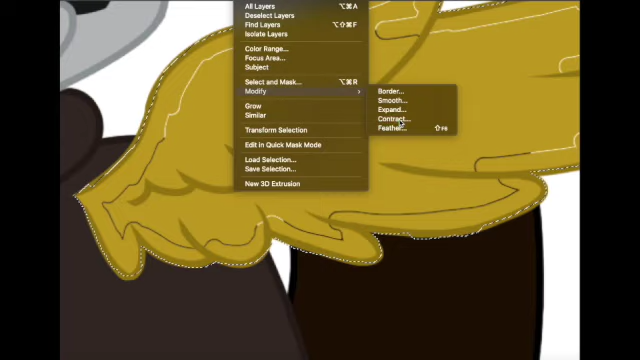 All Layers ⌥⌘A
Deselect Layers
Find Layers ⌥⇧⌘F
Isolate Layers
Color Range...
Focus Area...
Subject
Select and Mask... ⌥⌘R
Modify ›
Grow
Similar
Transform Selection
Edit in Quick Mask Mode
Load Selection...
Save Selection...
New 3D Extrusion
Border...
Smooth...
Expand...
Contract...
Feather... ⇧F6